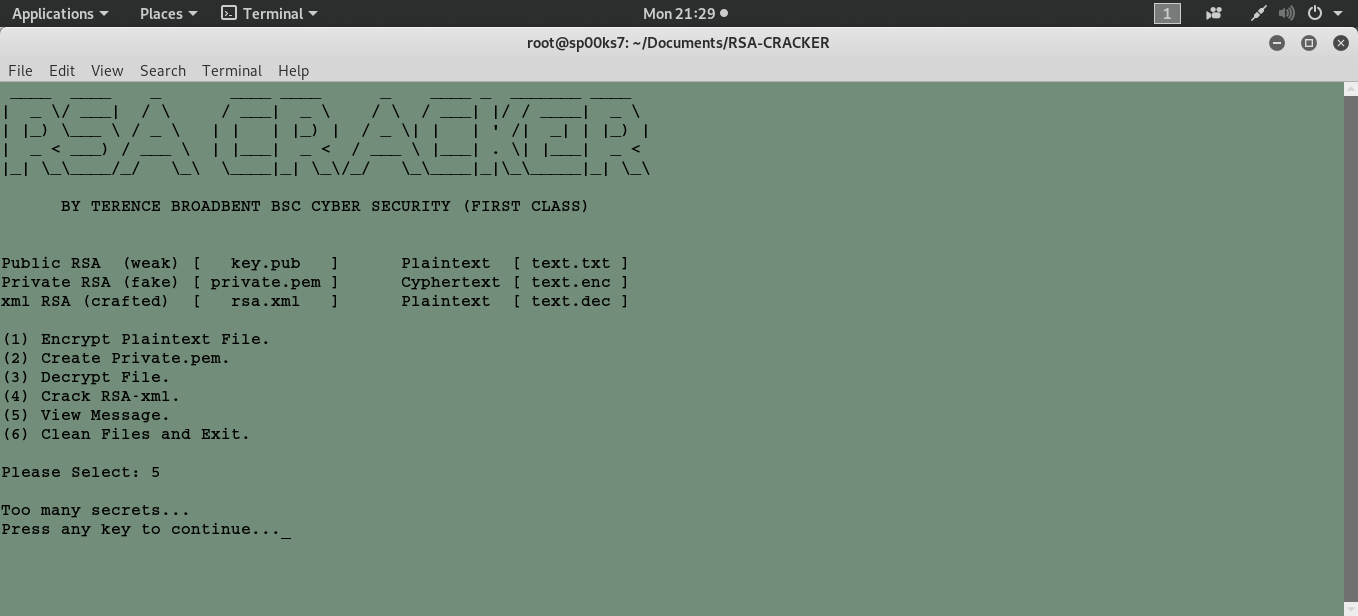 Applications Places Terminal Mon 21:29 1
root@sp00ks7: ~/Documents/RSA-CRACKER
File Edit View Search Terminal Help
RSA CRACKER
BY TERENCE BROADBENT BSC CYBER SECURITY (FIRST CLASS)
Public RSA  (weak) [   key.pub   ]      Plaintext  [ text.txt ]
Private RSA (fake) [ private.pem ]      Cyphertext [ text.enc ]
xml RSA (crafted)  [   rsa.xml   ]      Plaintext  [ text.dec ]
(1) Encrypt Plaintext File.
(2) Create Private.pem.
(3) Decrypt File.
(4) Crack RSA-xml.
(5) View Message.
(6) Clean Files and Exit.
Please Select: 5
Too many secrets...
Press any key to continue..._